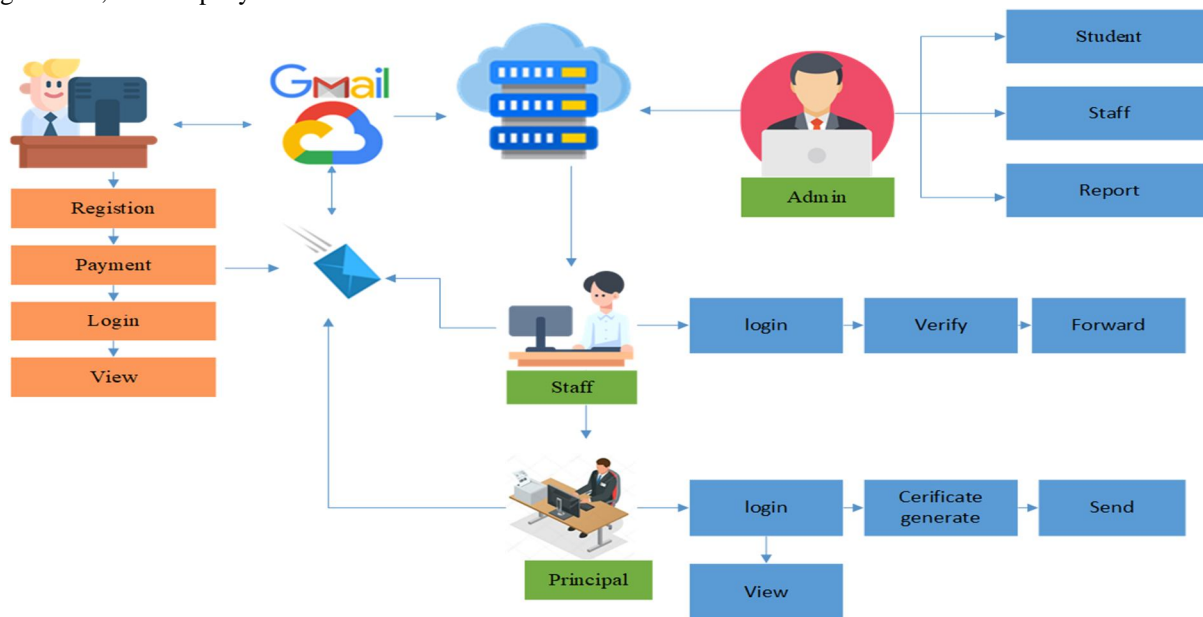 Student
GMail
Staff
Registion
Admin
Report
Payment
Login
login
Verify
Forward
View
Staff
login
Cerificate
generate
Send
Principal
View